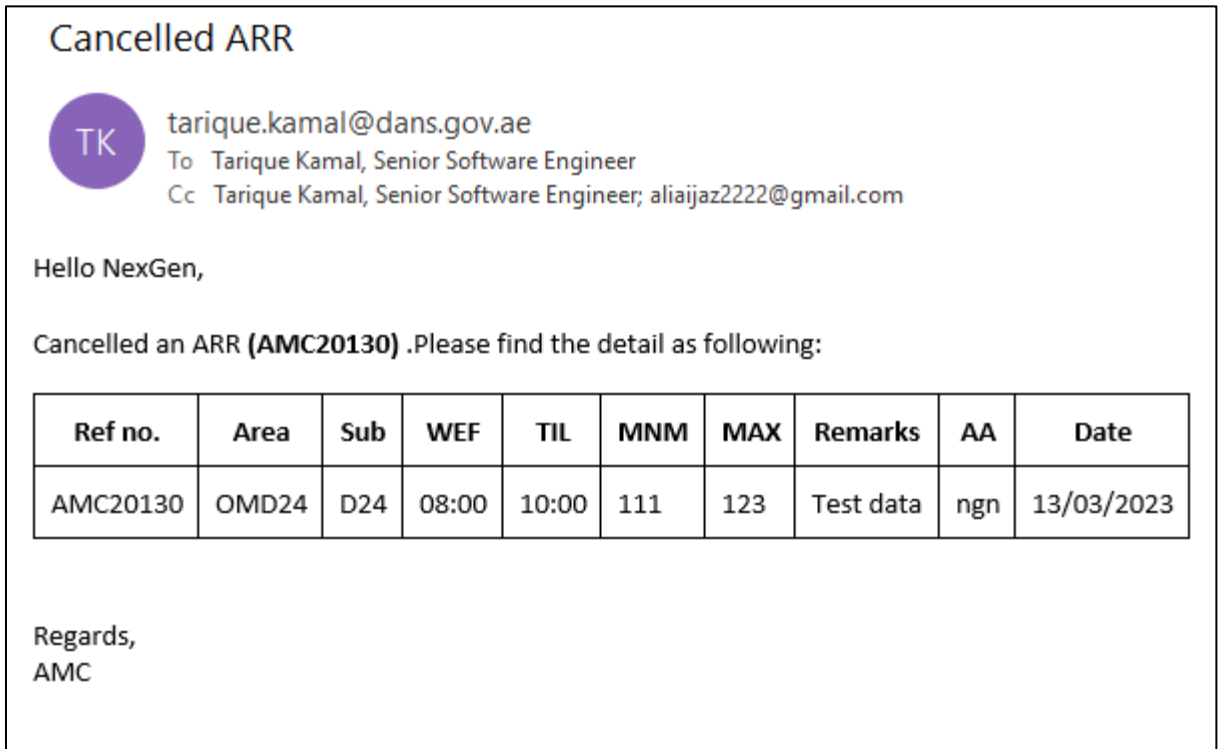 Cancelled ARR
TK
tarique.kamal@dans.gov.ae
To Tarique Kamal, Senior Software Engineer
Cc Tarique Kamal, Senior Software Engineer; aliaijaz2222@gmail.com
Hello NexGen,
Cancelled an ARR (AMC20130) .Please find the detail as following:
Ref no. Area Sub WEF TIL MNM MAX Remarks AA Date
AMC20130 OMD24 D24 08:00 10:00 111 123 Test data ngn 13/03/2023
Regards,
AMC